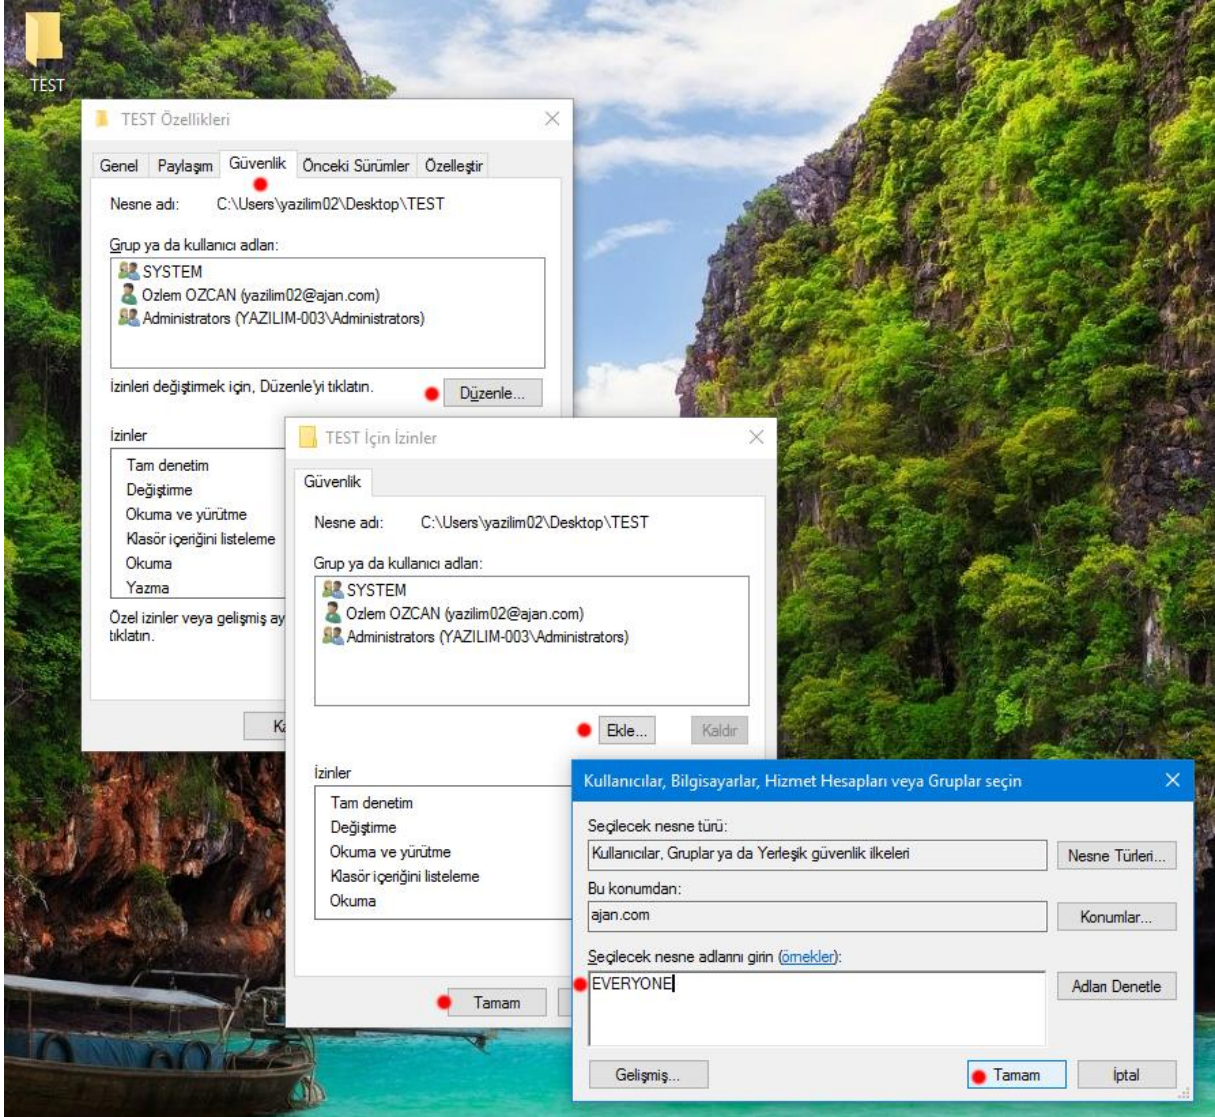 TEST
TEST Özellikleri
Genel Paylaşım Güvenlik Önceki Sürümler Özelleştir
Nesne adı: C:\Users\yazilim02\Desktop\TEST
Grup ya da kullanıcı adları:
SYSTEM
Ozlem OZCAN (yazilim02@ajan.com)
Administrators (YAZILIM-003\Administrators)
İzinleri değiştirmek için, Düzenle'yi tıklatın.
Düzenle...
İzinler
Tam denetim
Değiştirme
Okuma ve yürütme
Klasör içeriğini listeleme
Okuma
Yazma
Özel izinler veya gelişmiş ay
tıklatın.
TEST İçin İzinler
Güvenlik
Nesne adı: C:\Users\yazilim02\Desktop\TEST
Grup ya da kullanıcı adları:
SYSTEM
Ozlem OZCAN (yazilim02@ajan.com)
Administrators (YAZILIM-003\Administrators)
Ekle... Kaldır
İzinler
Tam denetim
Değiştirme
Okuma ve yürütme
Klasör içeriğini listeleme
Okuma
Tamam
Kullanıcılar, Bilgisayarlar, Hizmet Hesapları veya Gruplar seçin
Seçilecek nesne türü:
Kullanıcılar, Gruplar ya da Yerleşik güvenlik ilkeleri Nesne Türleri...
Bu konumdan:
ajan.com Konumlar...
Seçilecek nesne adlarını girin (örnekler):
EVERYONE Adları Denetle
Gelişmiş... Tamam İptal